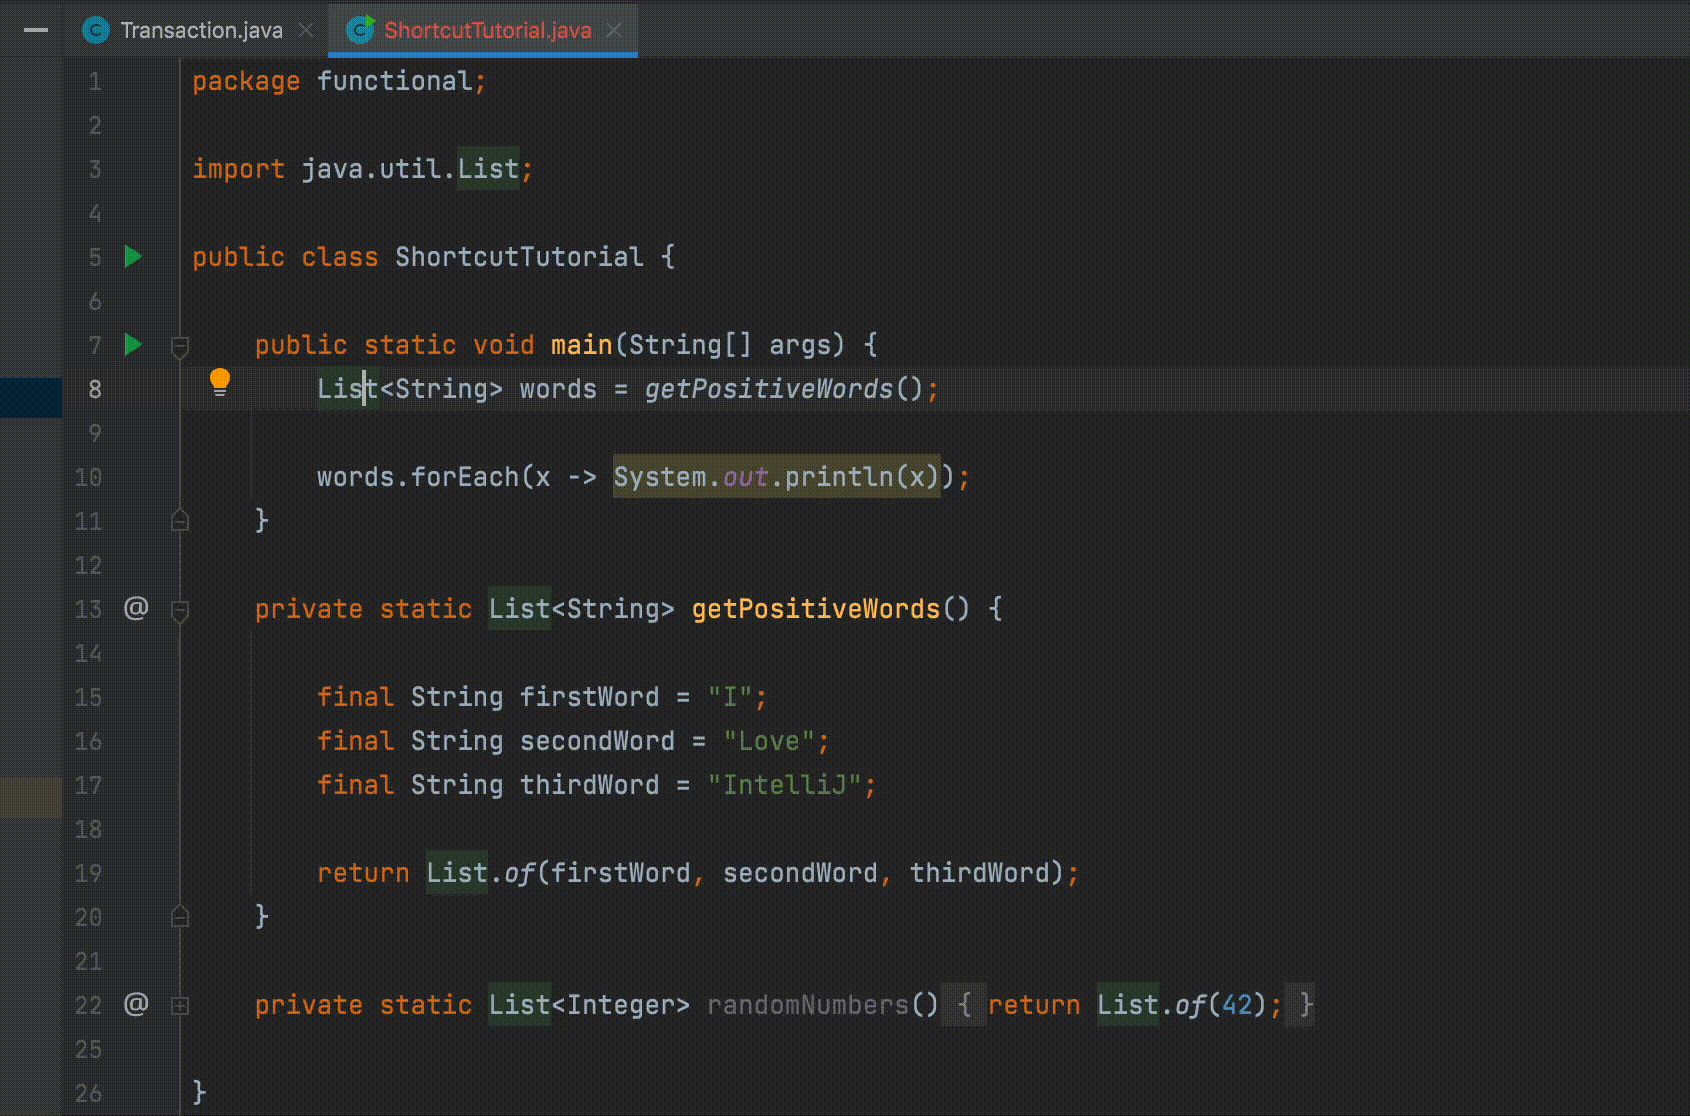 Transaction.java ShortcutTutorial.java
1 package functional;
2
3 import java.util.List;
4
5 public class ShortcutTutorial {
6
7 public static void main(String[] args) {
8 List<String> words = getPositiveWords();
9
10 words.forEach(x -> System.out.println(x));
11 }
12
13 @ private static List<String> getPositiveWords() {
14
15 final String firstWord = "I";
16 final String secondWord = "Love";
17 final String thirdWord = "IntelliJ";
18
19 return List.of(firstWord, secondWord, thirdWord);
20 }
21
22 @ private static List<Integer> randomNumbers() { return List.of(42); }
25
26 }